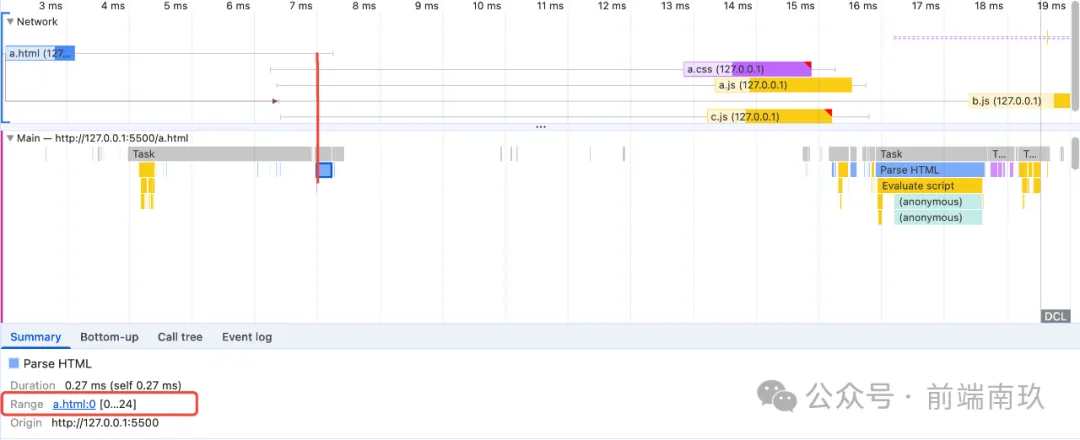 3 ms 4 ms 5 ms 6 ms 7 ms 8 ms 9 ms 10 ms 11 ms 12 ms 13 ms 14 ms 15 ms 16 ms 17 ms 18 ms 19 ms
▼ Network
a.html (127...
a.css (127.0.0.1)
a.js (127.0.0.1)
b.js (127.0.0.1)
c.js (127.0.0.1)
▼ Main — http://127.0.0.1:5500/a.html
Task Task T... T...
Parse HTML
Evaluate script
(anonymous)
(anonymous)
DCL
Summary Bottom-up Call tree Event log
Parse HTML
Duration 0.27 ms (self 0.27 ms)
Range a.html:0 [0...24]
Origin http://127.0.0.1:5500
公众号 · 前端南玖